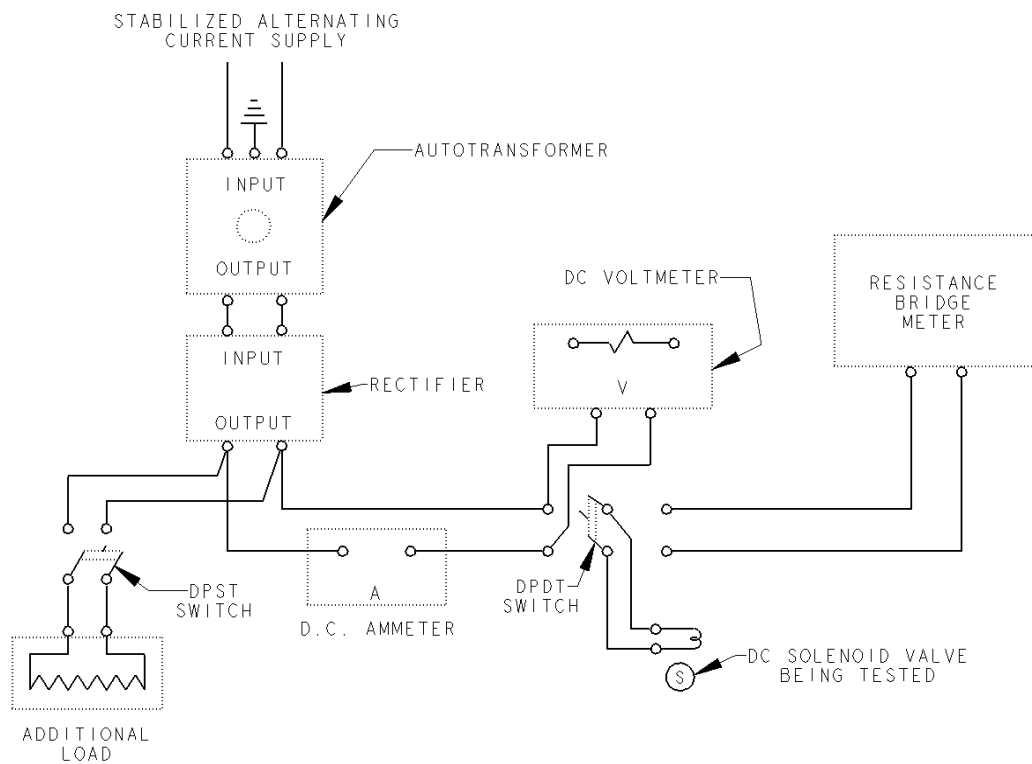 STABILIZED ALTERNATING
CURRENT SUPPLY
AUTOTRANSFORMER
INPUT
OUTPUT
DC VOLTMETER
RESISTANCE
BRIDGE
METER
INPUT
RECTIFIER
V
OUTPUT
DPST
SWITCH
A
DPDT
SWITCH
D.C. AMMETER
DC SOLENOID VALVE
BEING TESTED
S
ADDITIONAL
LOAD